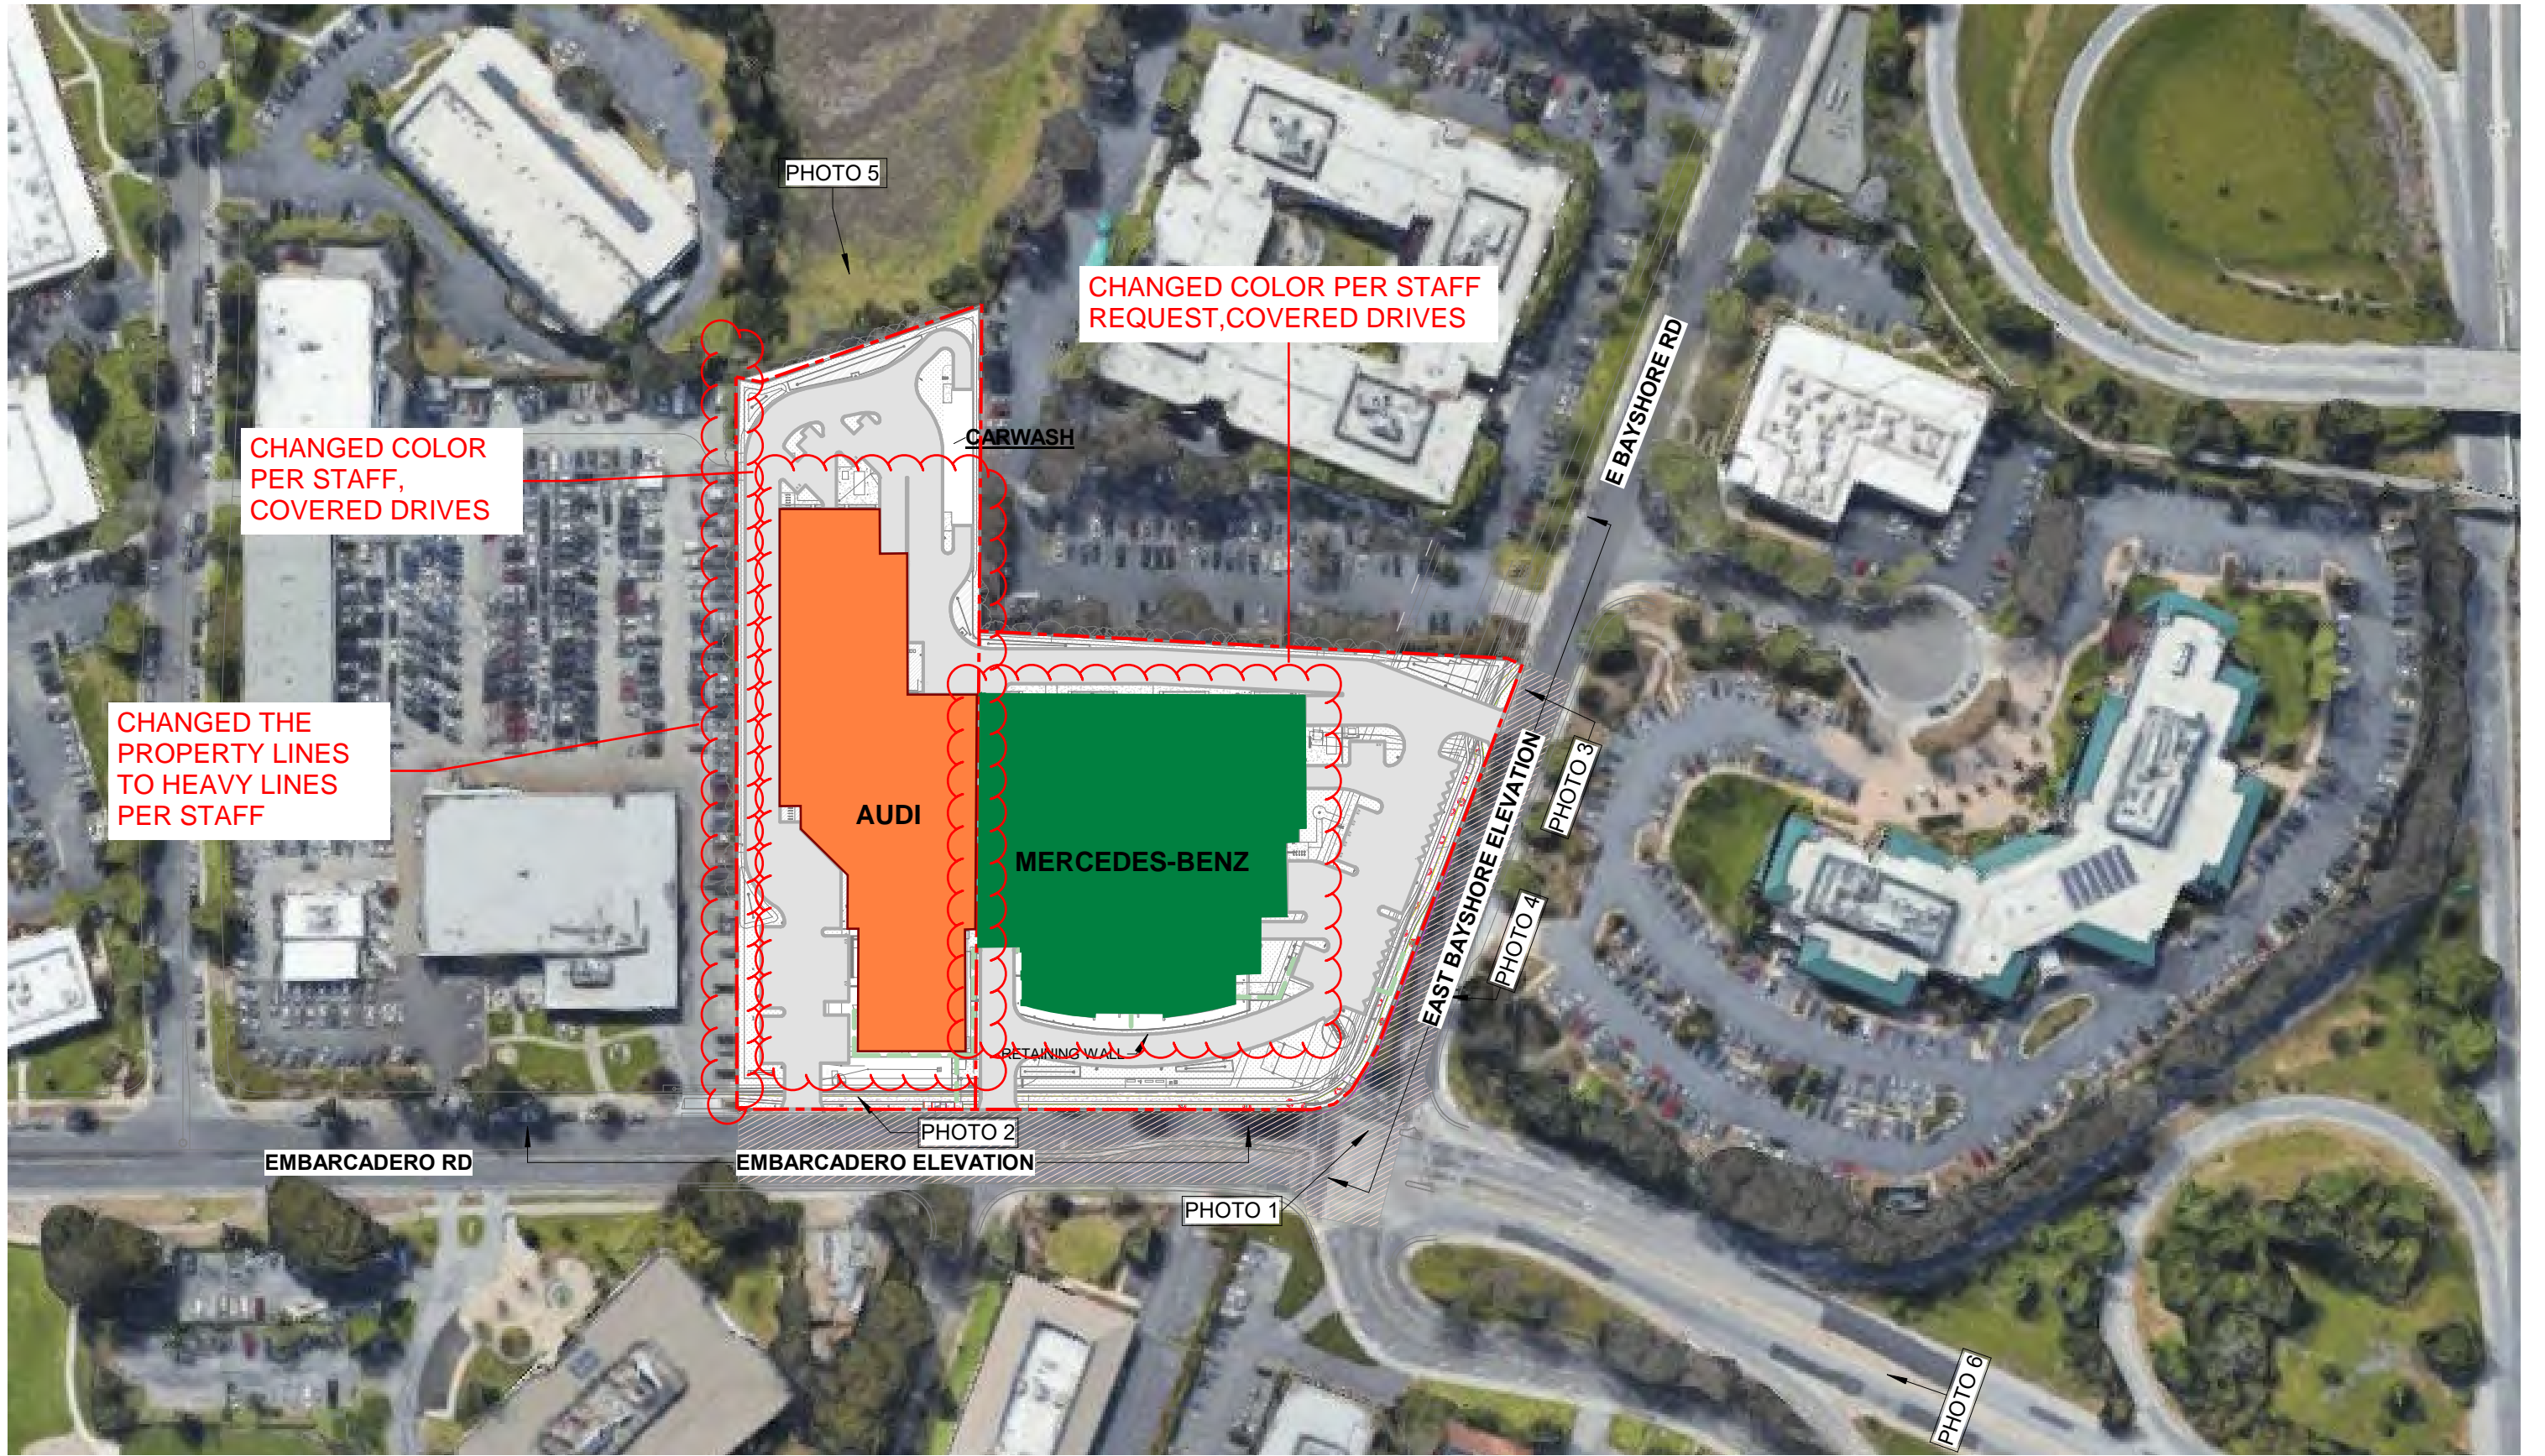 PHOTO 5
CHANGED COLOR PER STAFF
REQUEST,COVERED DRIVES
E BAYSHORE RD
CARWASH
CHANGED COLOR
PER STAFF,
COVERED DRIVES
CHANGED THE
PROPERTY LINES
TO HEAVY LINES
PER STAFF
AUDI
MERCEDES-BENZ
EAST BAYSHORE ELEVATION
PHOTO 3
PHOTO 4
RETAINING WALL
PHOTO 2
EMBARCADERO RD
EMBARCADERO ELEVATION
PHOTO 1
PHOTO 6